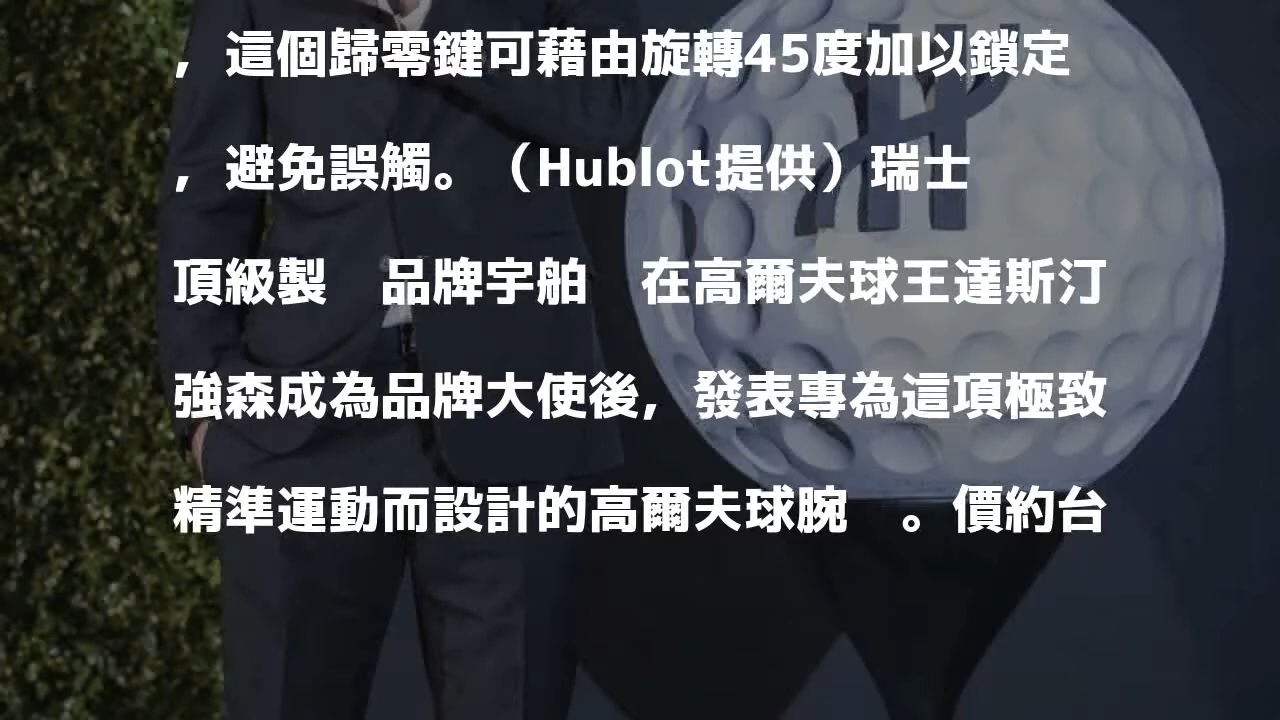 ，這個歸零鍵可藉由旋轉45度加以鎖定
，避免誤觸。（Hublot提供）瑞士
頂級製　品牌宇舶　在高爾夫球王達斯汀
強森成為品牌大使後，發表專為這項極致
精準運動而設計的高爾夫球腕　。價約台
H